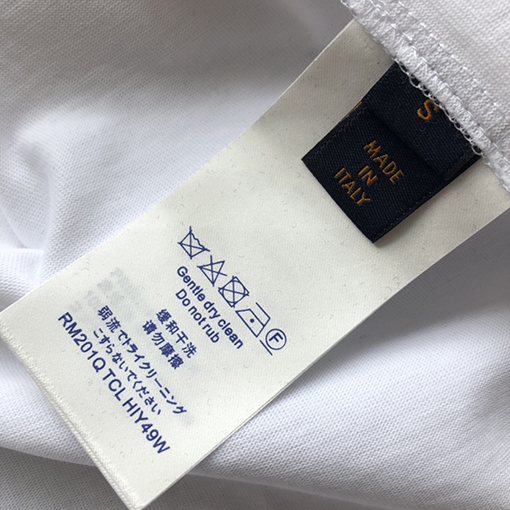 S
MADE
IN
ITALY
F
Gentle dry clean
Do not rub
缓和干洗
请勿摩擦
弱流でトライクリーニング
こすらないでください
RM201Q TCL HIY49W